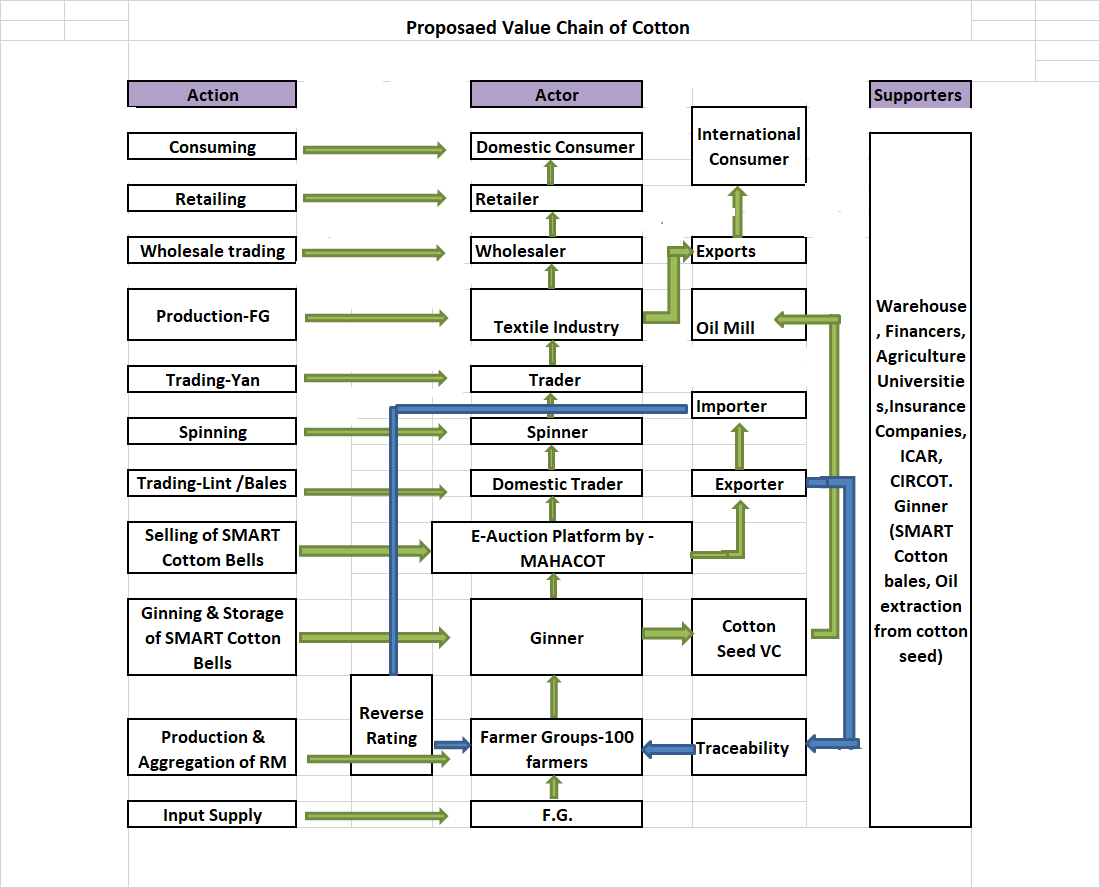 Proposaed Value Chain of Cotton
Action
Actor
Supporters
Consuming
Domestic Consumer
International
Consumer
Retailing
Retailer
Wholesale trading
Wholesaler
Exports
Production-FG
Textile Industry
Oil Mill
Trading-Yan
Trader
Importer
Spinning
Spinner
Trading-Lint /Bales
Domestic Trader
Exporter
Selling of SMART
Cottom Bells
E-Auction Platform by -
MAHACOT
Ginning & Storage
of SMART Cotton
Bells
Ginner
Cotton
Seed VC
Reverse
Rating
Production &
Aggregation of RM
Farmer Groups-100
farmers
Traceability
Input Supply
F.G.
Warehouse
, Financers,
Agriculture
Universitie
s,Insurance
Companies,
ICAR,
CIRCOT.
Ginner
(SMART
Cotton
bales, Oil
extraction
from cotton
seed)